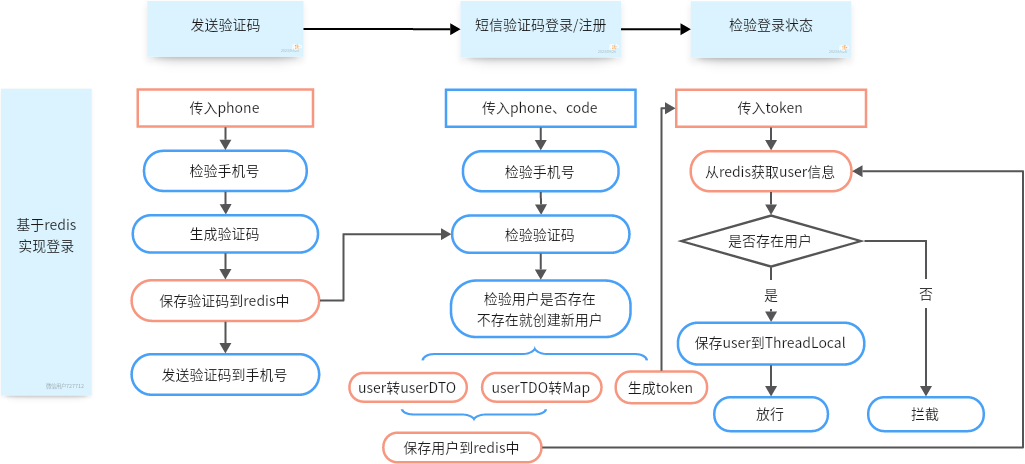 发送验证码
短信验证码登录/注册
检验登录状态
基于redis
实现登录
传入phone
检验手机号
生成验证码
保存验证码到redis中
发送验证码到手机号
传入phone、code
检验手机号
检验验证码
检验用户是否存在
不存在就创建新用户
user转userDTO
userTDO转Map
生成token
保存用户到redis中
传入token
从redis获取user信息
是否存在用户
是
否
保存user到ThreadLocal
放行
拦截